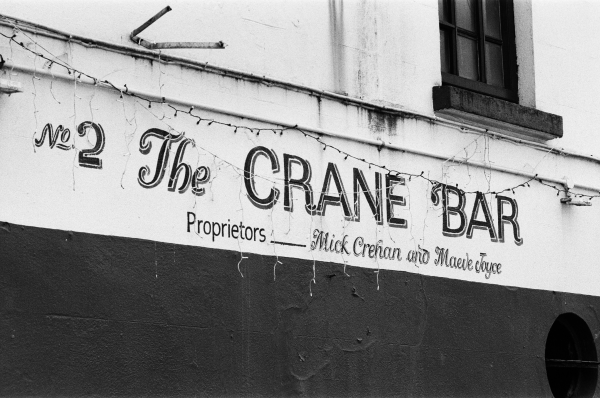 No 2 The CRANE BAR
Proprietors — Mick Crehan and Maeve Joyce